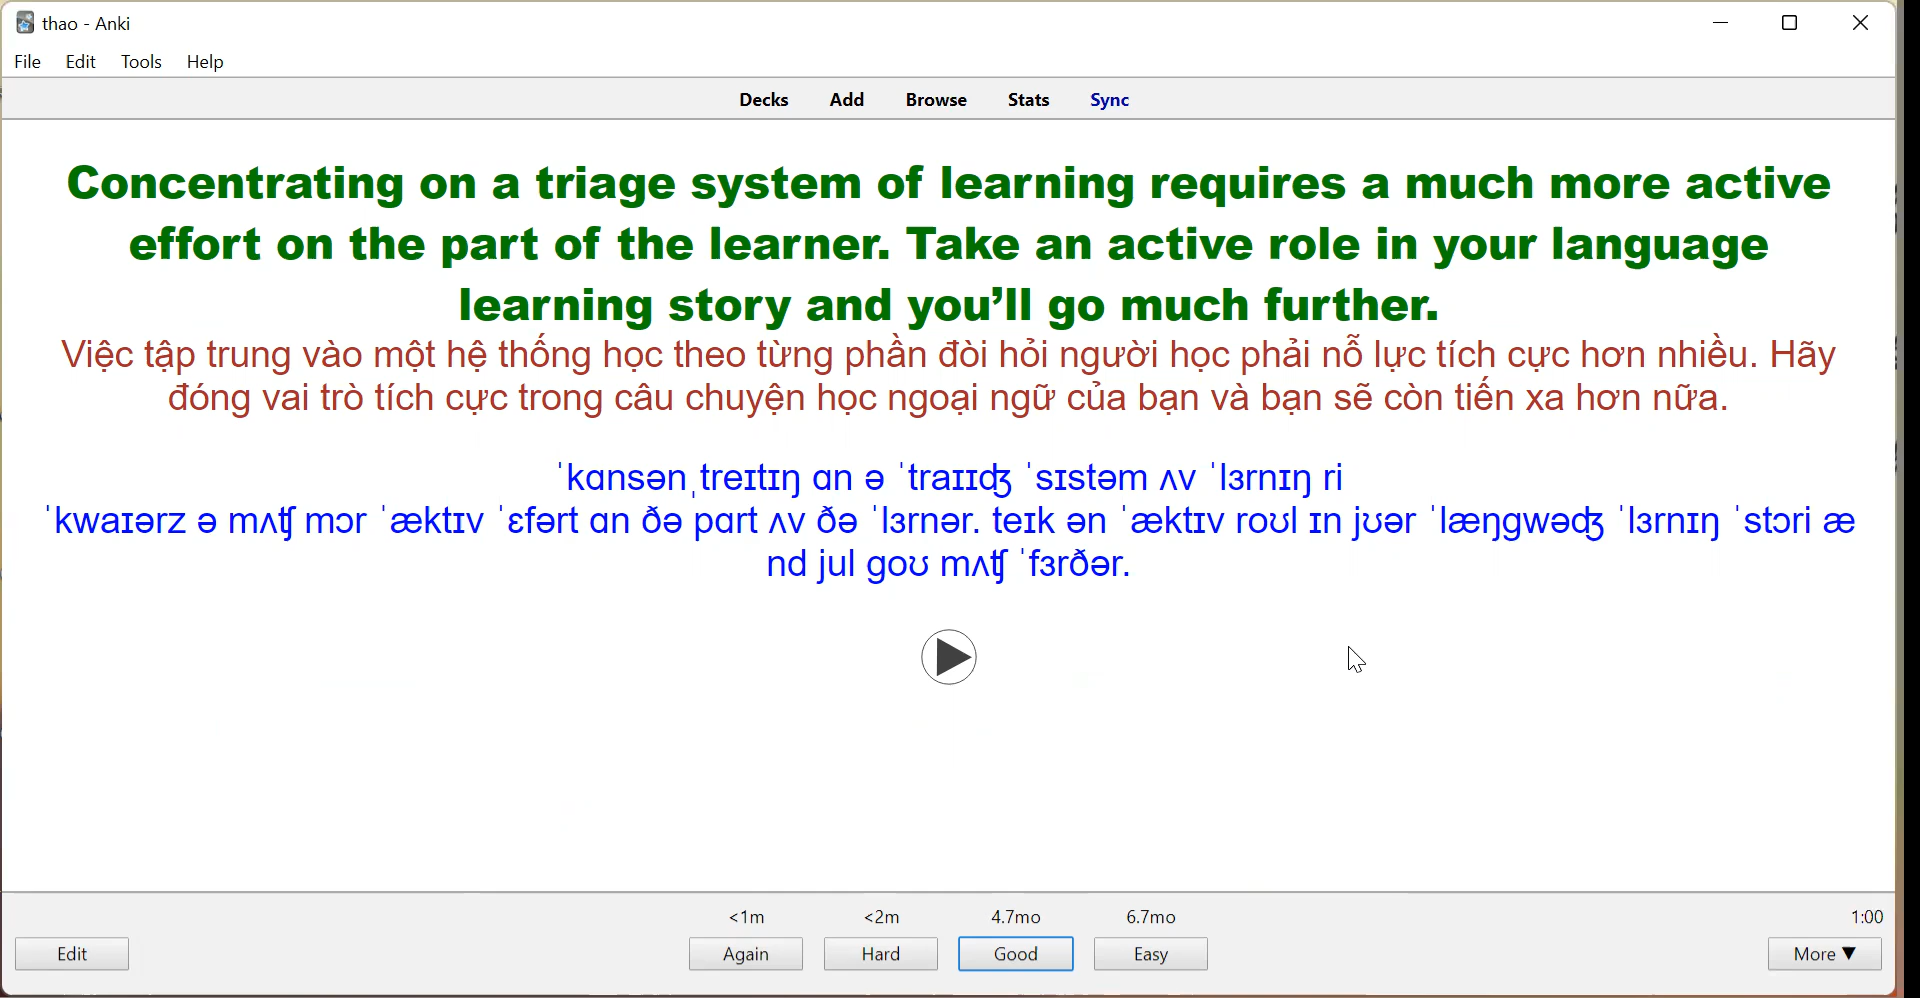 thao - Anki
File Edit Tools Help
Decks Add Browse Stats Sync
Concentrating on a triage system of learning requires a much more active
effort on the part of the learner. Take an active role in your language
learning story and you’ll go much further.
Việc tập trung vào một hệ thống học theo từng phần đòi hỏi người học phải nỗ lực tích cực hơn nhiều. Hãy
đóng vai trò tích cực trong câu chuyện học ngoại ngữ của bạn và bạn sẽ còn tiến xa hơn nữa.
ˈkɑnsənˌtreɪtɪŋ ɑn ə ˈtraɪɪʤ ˈsɪstəm ʌv ˈlɜrnɪŋ ri
ˈkwaɪərz ə mʌʧ mɔr ˈæktɪv ˈɛfərt ɑn ðə pɑrt ʌv ðə ˈlɜrnər. teɪk ən ˈæktɪv roʊl ɪn jʊər ˈlæŋgwəʤ ˈlɜrnɪŋ ˈstɔri æ
nd jul goʊ mʌʧ ˈfɜrðər.
<1m <2m 4.7mo 6.7mo 1:00
Edit Again Hard Good Easy More ▼